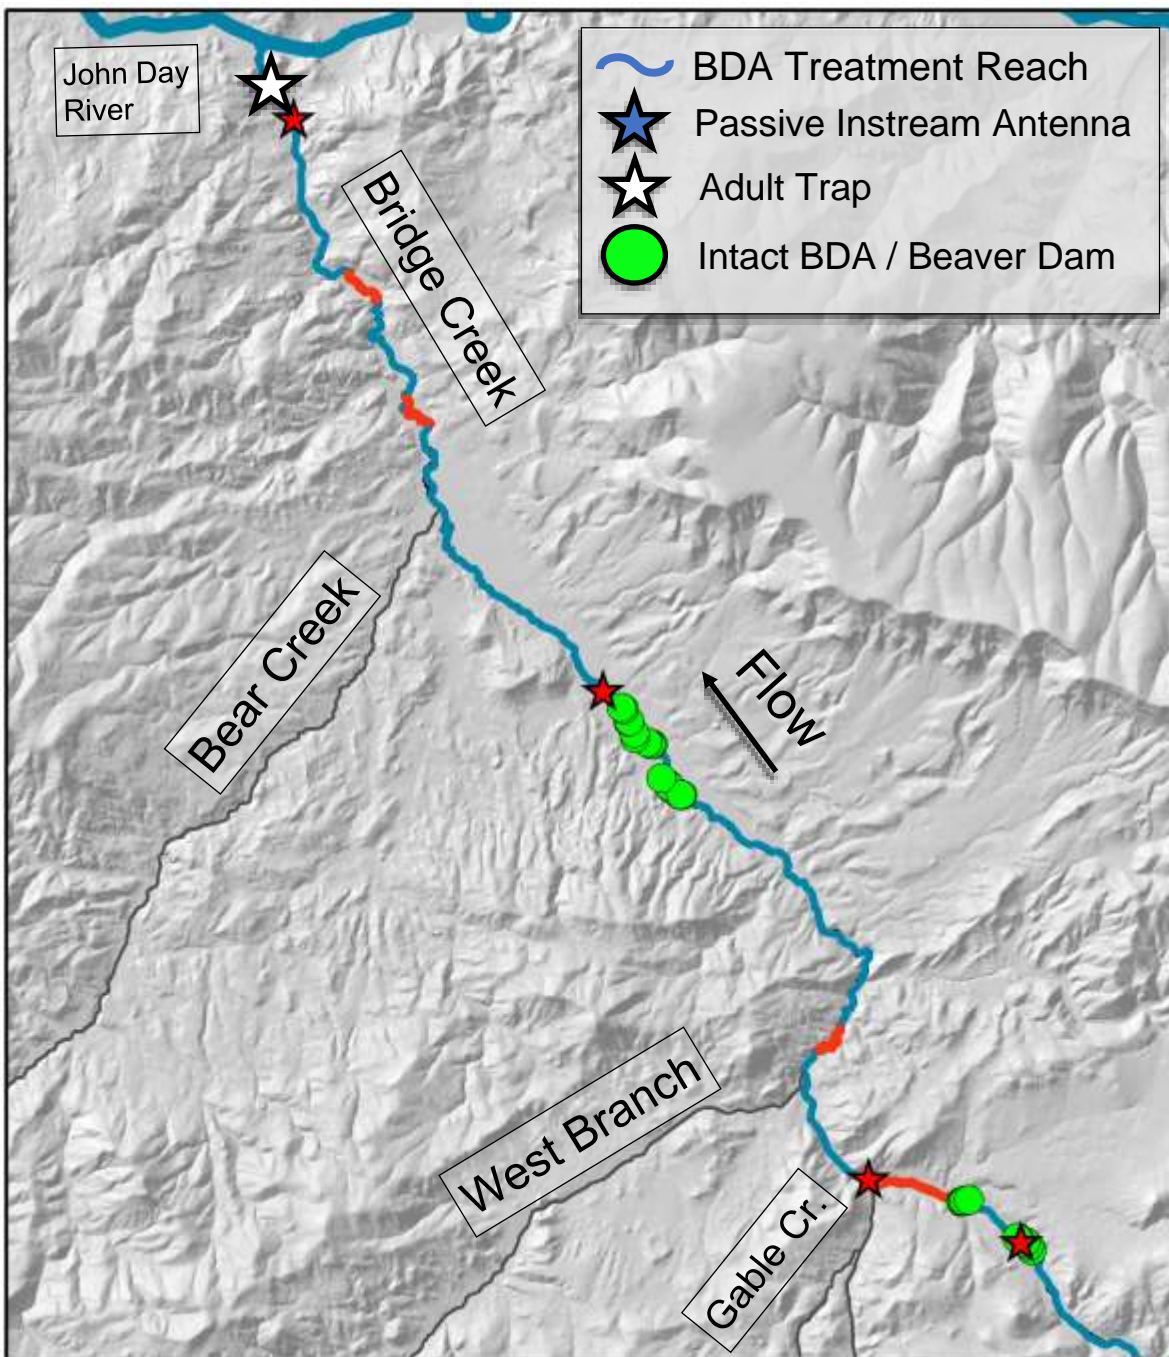 John Day
River
BDA Treatment Reach
Passive Instream Antenna
Adult Trap
Intact BDA / Beaver Dam
Bridge Creek
Bear Creek
Flow
West Branch
Gable Cr.